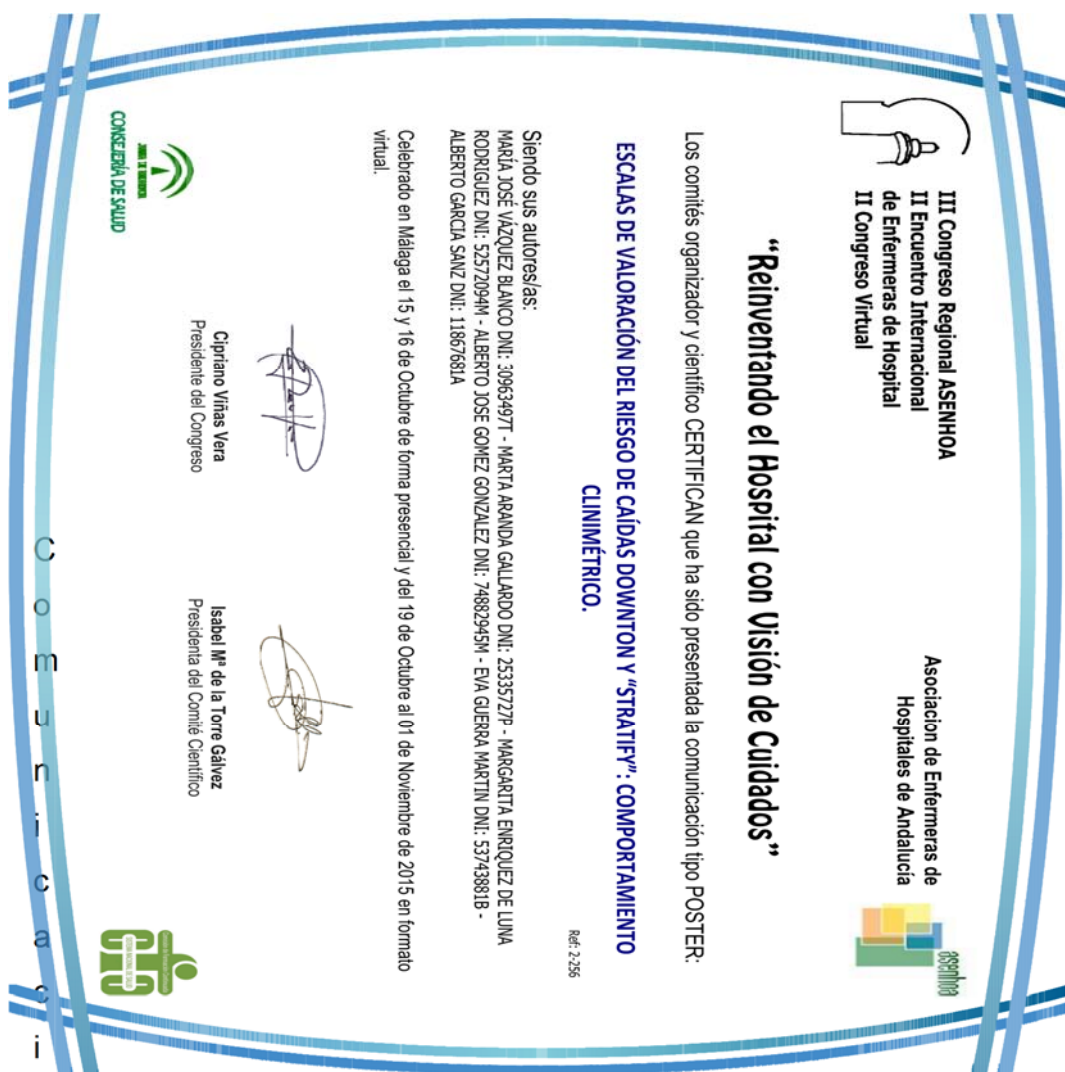 III Congreso Regional ASENHOA
II Encuentro Internacional
de Enfermeras de Hospital
II Congreso Virtual
Asociacion de Enfermeras de
Hospitales de Andalucía
asenhoa
“Reinventando el Hospital con Visión de Cuidados”
Los comités organizador y científico CERTIFICAN que ha sido presentada la comunicación tipo POSTER:
ESCALAS DE VALORACIÓN DEL RIESGO DE CAÍDAS DOWNTON Y “STRATIFY”: COMPORTAMIENTO
CLINIMÉTRICO.
Ref: 2-256
Siendo sus autores/as:
MARÍA JOSÉ VÁZQUEZ BLANCO DNI: 30963497T - MARTA ARANDA GALLARDO DNI: 25335727P - MARGARITA ENRIQUEZ DE LUNA
RODRIGUEZ DNI: 52572094M - ALBERTO JOSE GOMEZ GONZALEZ DNI: 74882945M - EVA GUERRA MARTIN DNI: 53743881B -
ALBERTO GARCIA SANZ DNI: 11867681A
Celebrado en Málaga el 15 y 16 de Octubre de forma presencial y del 19 de Octubre al 01 de Noviembre de 2015 en formato
virtual.
Cipriano Viñas Vera
Presidente del Congreso
Isabel Mª de la Torre Gálvez
Presidenta del Comité Científico
JUNTA DE ANDALUCIA
CONSEJERÍA DE SALUD
C o m u n i c a c i